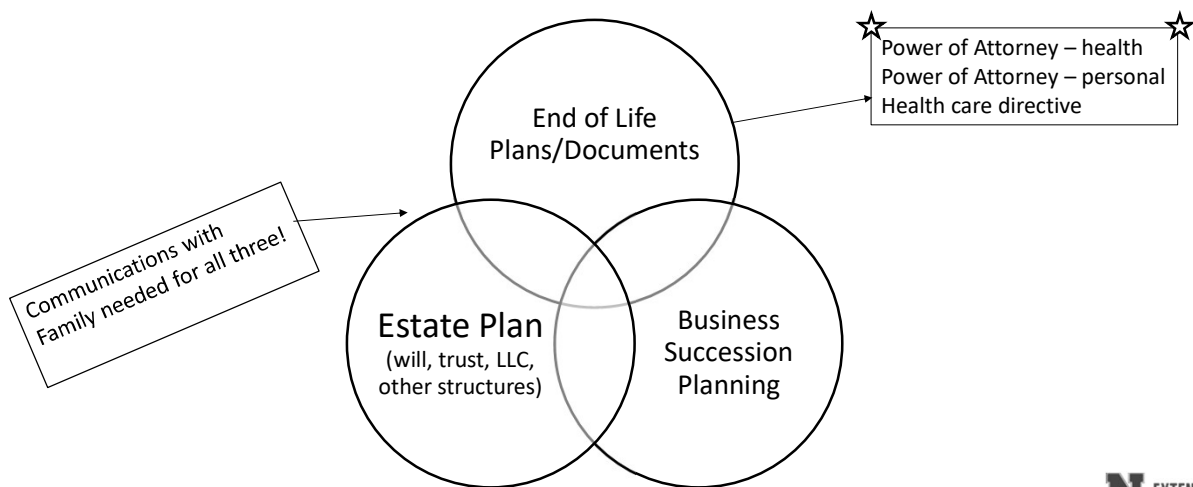 Power of Attorney – health
Power of Attorney – personal
Health care directive
End of Life
Plans/Documents
Communications with
Family needed for all three!
Estate Plan
(will, trust, LLC,
other structures)
Business
Succession
Planning
N